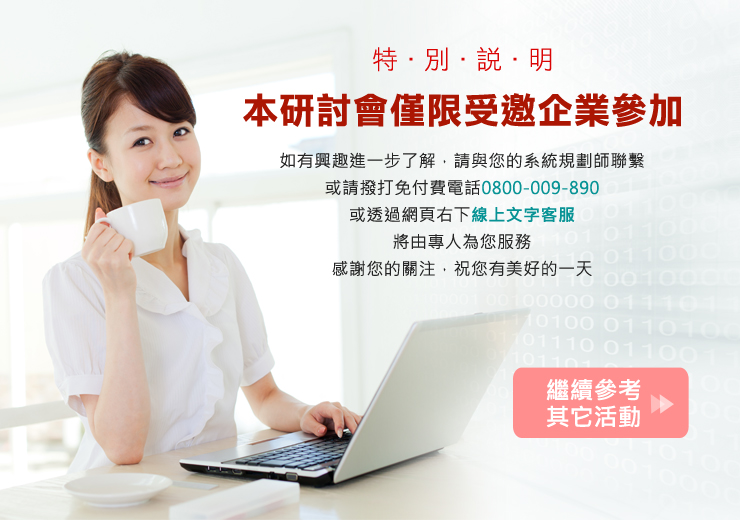 特・別・説・明
本研討會僅限受邀企業參加
如有興趣進一步了解，請與您的系統規劃師聯繫
或請撥打免付費電話0800-009-890
或透過網頁右下線上文字客服
將由專人為您服務
感謝您的關注，祝您有美好的一天
繼續參考
其它活動